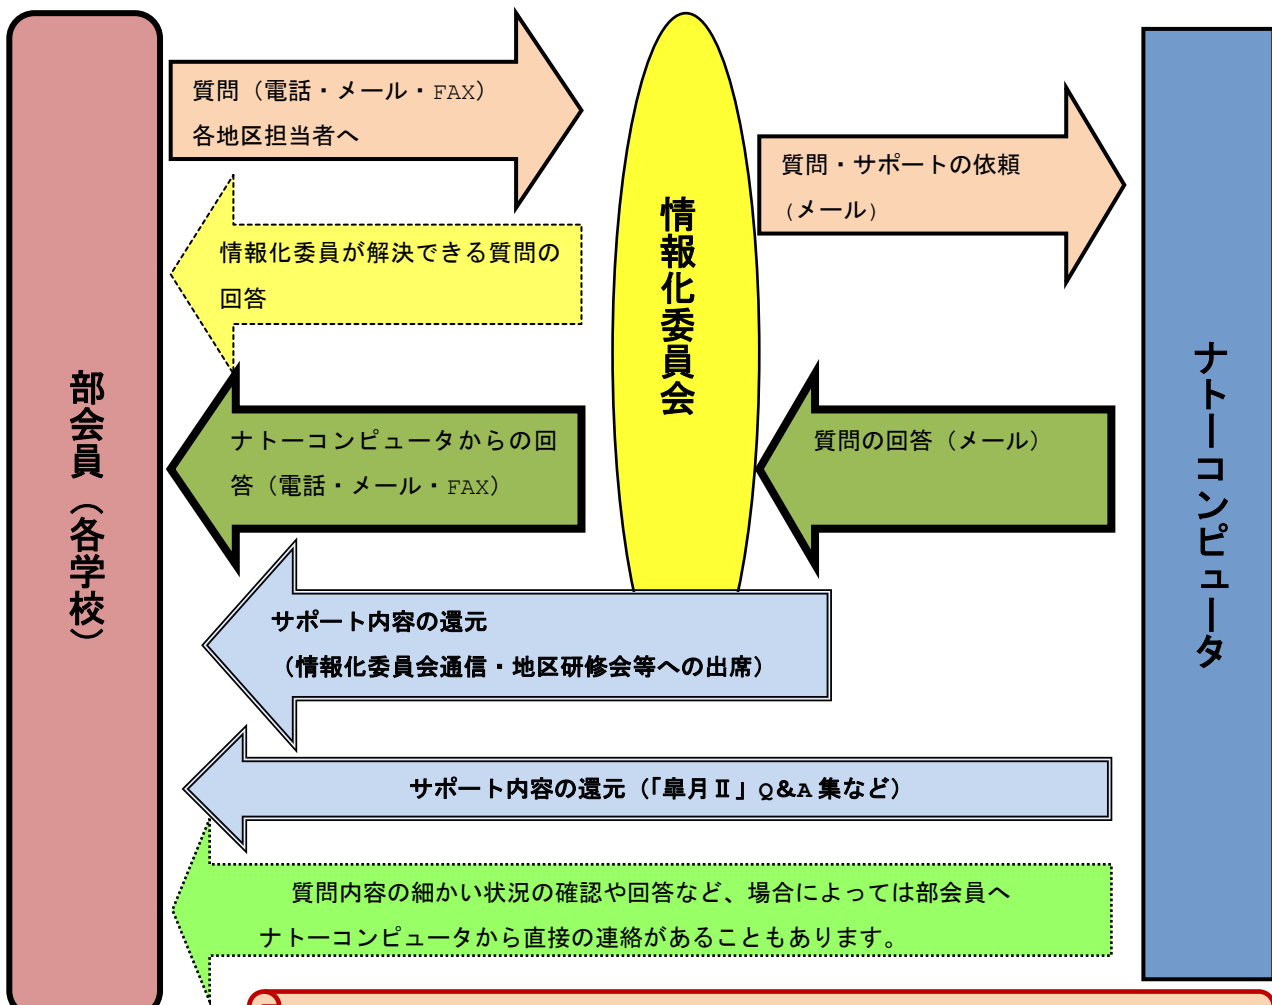 部会員（各学校）
質問（電話・メール・FAX）
各地区担当者へ
情報化委員が解決できる質問の
回答
ナトーコンピュータからの回
答（電話・メール・FAX）
情報化委員会
質問・サポートの依頼
(メール)
質問の回答（メール）
ナトーコンピュータ
サポート内容の還元
（情報化委員会通信・地区研修会等への出席）
サポート内容の還元（「皐月Ⅱ」Q&A 集など）
質問内容の細かい状況の確認や回答など、場合によっては部会員へ
ナトーコンピュータから直接の連絡があることもあります。